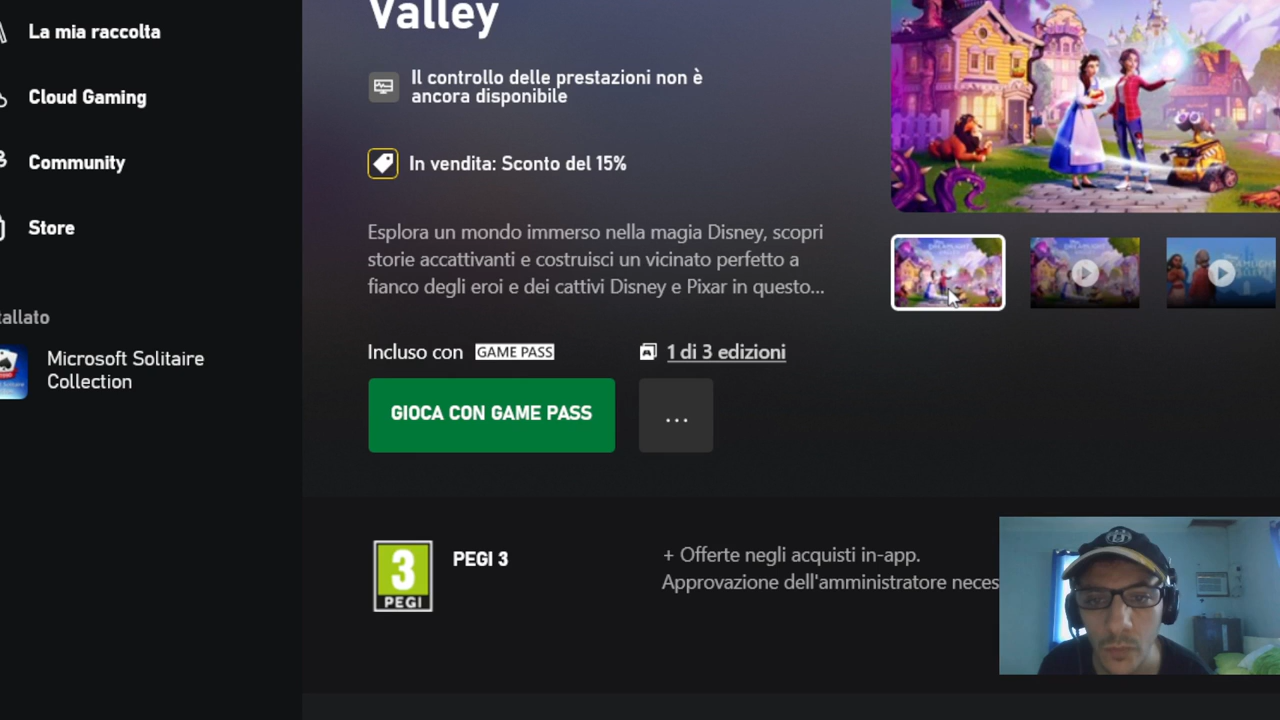 Valley
La mia raccolta
Cloud Gaming
Community
Store
tallato
Microsoft Solitaire
Collection
Il controllo delle prestazioni non è
ancora disponibile
In vendita: Sconto del 15%
Esplora un mondo immerso nella magia Disney, scopri
storie accattivanti e costruisci un vicinato perfetto a
fianco degli eroi e dei cattivi Disney e Pixar in questo...
Incluso con GAME PASS
1 di 3 edizioni
GIOCA CON GAME PASS
...
3
PEGI
PEGI 3
+ Offerte negli acquisti in-app.
Approvazione dell'amministratore neces